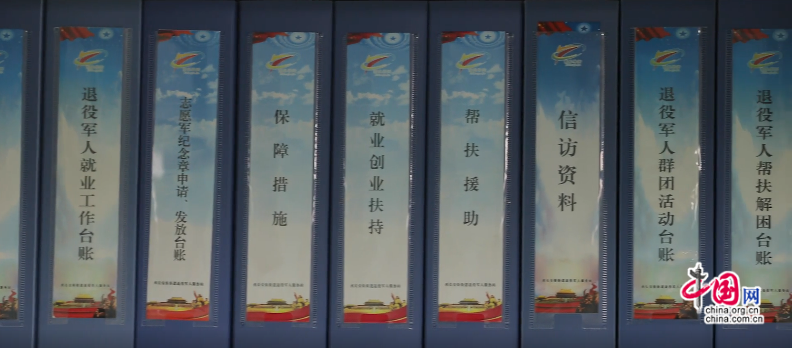 退役军人就业工作台账
志愿军纪念章申请、发放台账
保障措施
就业创业扶持
帮扶援助
信访资料
退役军人群团活动台账
退役军人帮扶解困台账
中国网
china.org.cn
china.com.cn